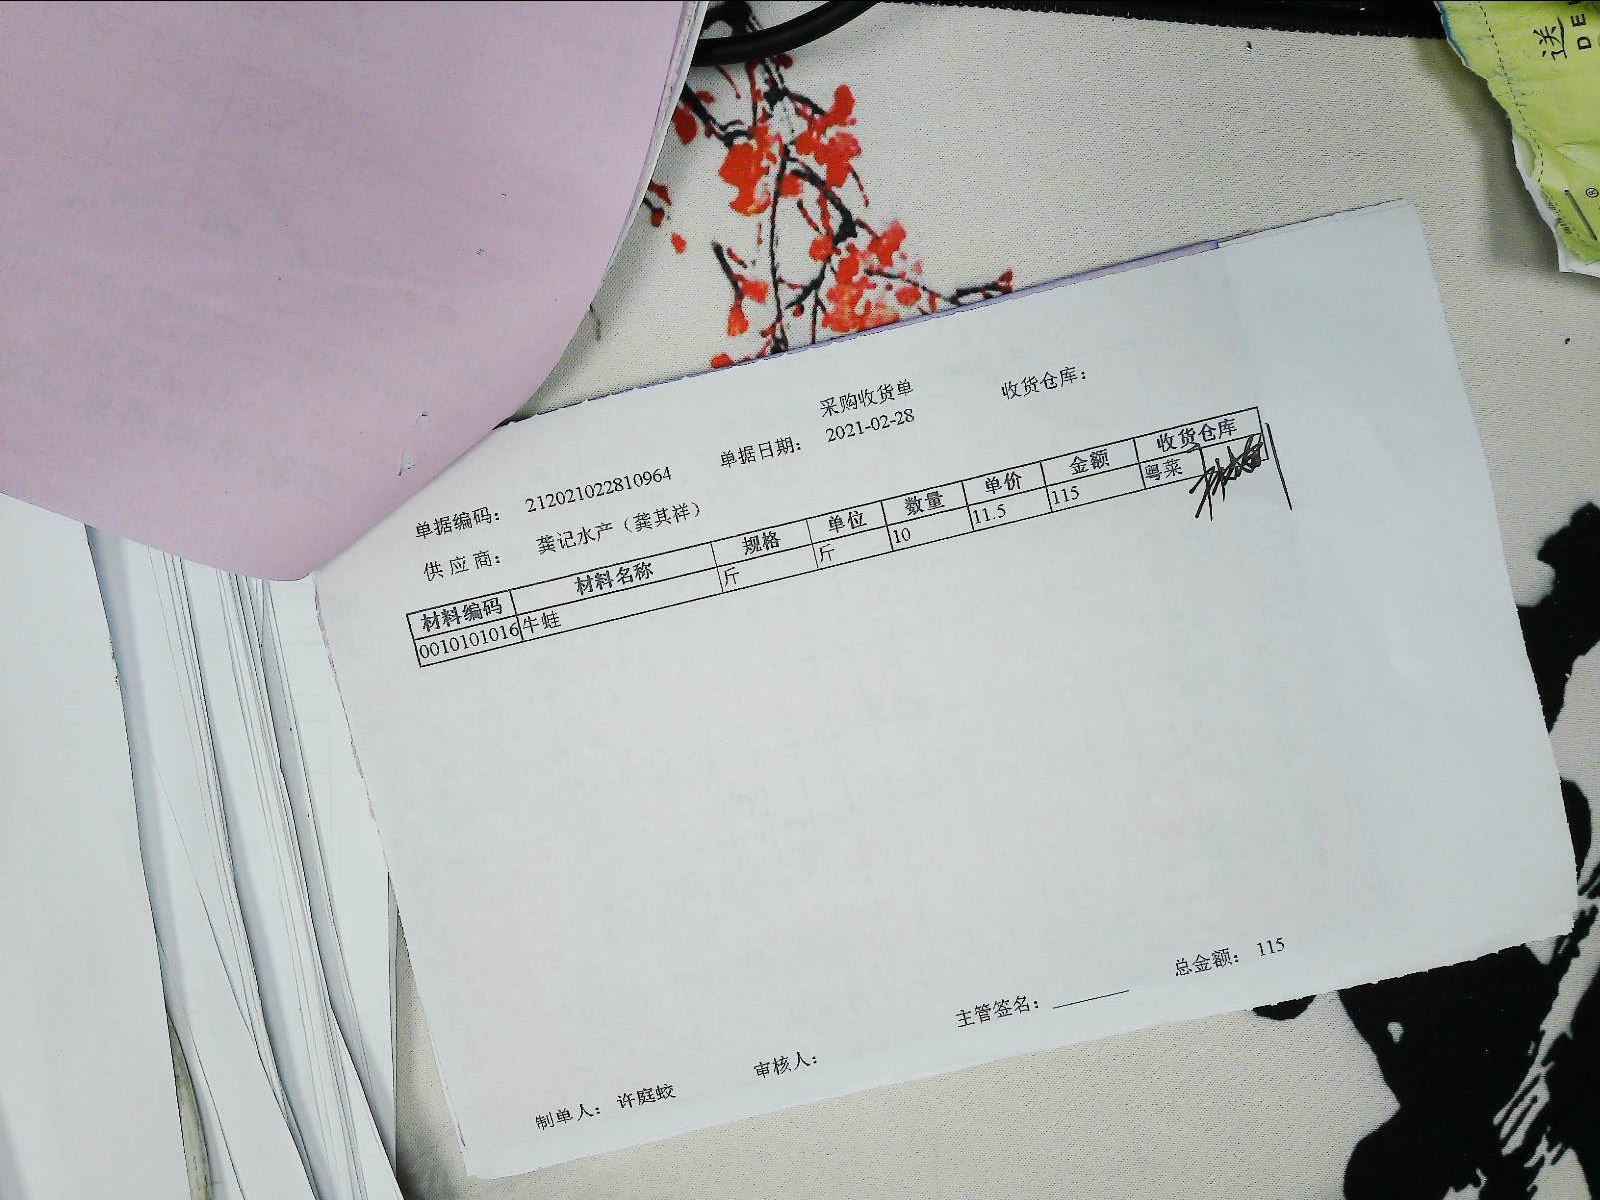 送
DE
采购收货单
单据编码： 212021022810964 单据日期： 2021-02-28 收货仓库：
供 应 商： 龚记水产（龚其祥）
材料编码 材料名称 规格 单位 数量 单价 金额 收货仓库
0010101016 牛蛙 斤 斤 10 11.5 115 粤菜
总金额： 115
制单人： 许庭蛟 审核人： 主管签名：